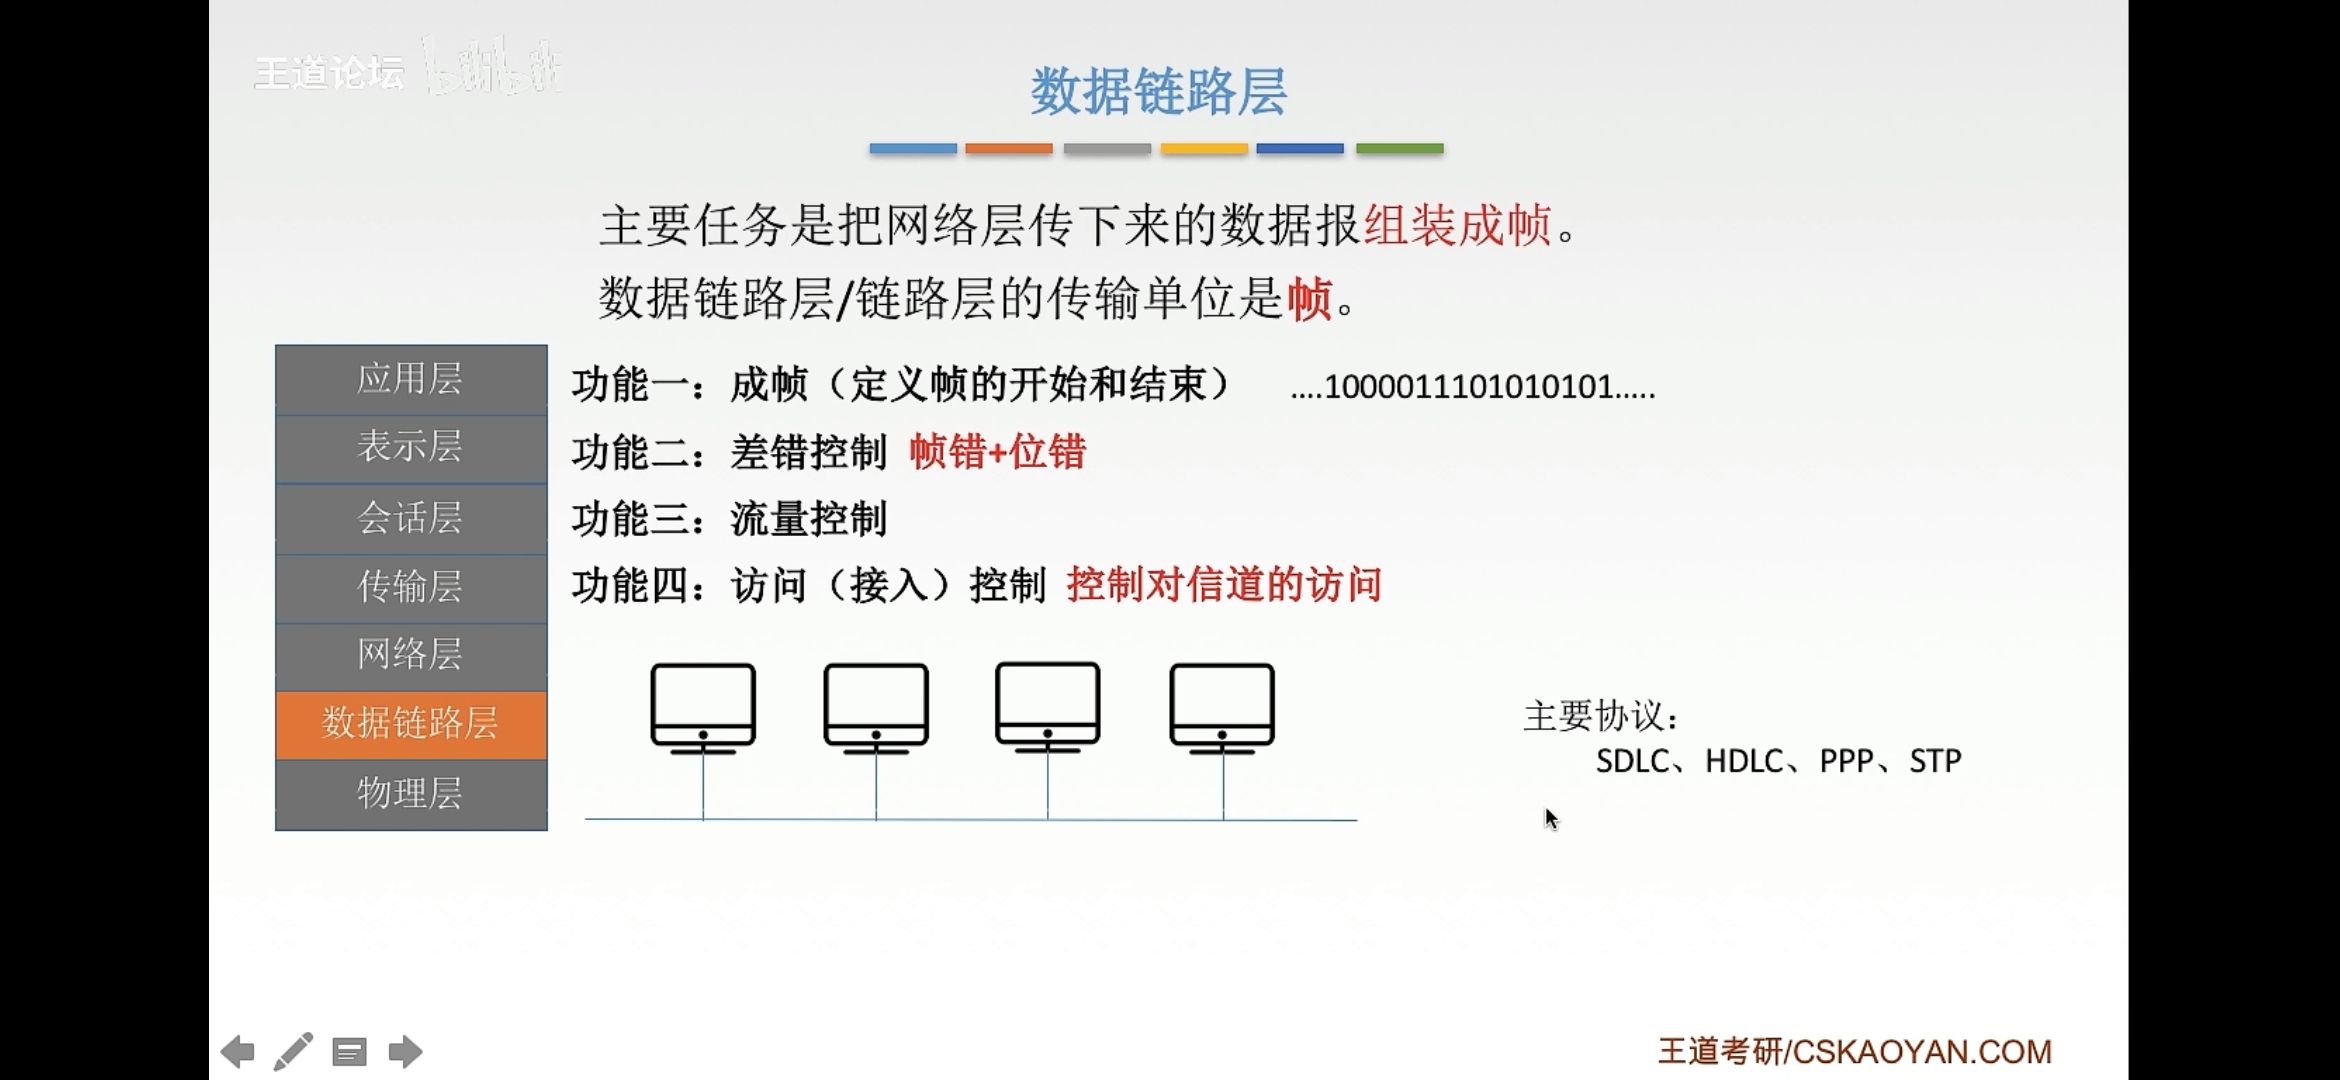 王道论坛 bilibili
数据链路层
主要任务是把网络层传下来的数据报组装成帧。
数据链路层/链路层的传输单位是帧。
应用层
表示层
会话层
传输层
网络层
数据链路层
物理层
功能一：成帧（定义帧的开始和结束） ....1000011101010101.....
功能二：差错控制 帧错+位错
功能三：流量控制
功能四：访问（接入）控制 控制对信道的访问
主要协议：
SDLC、HDLC、PPP、STP
王道考研/CSKAOYAN.COM